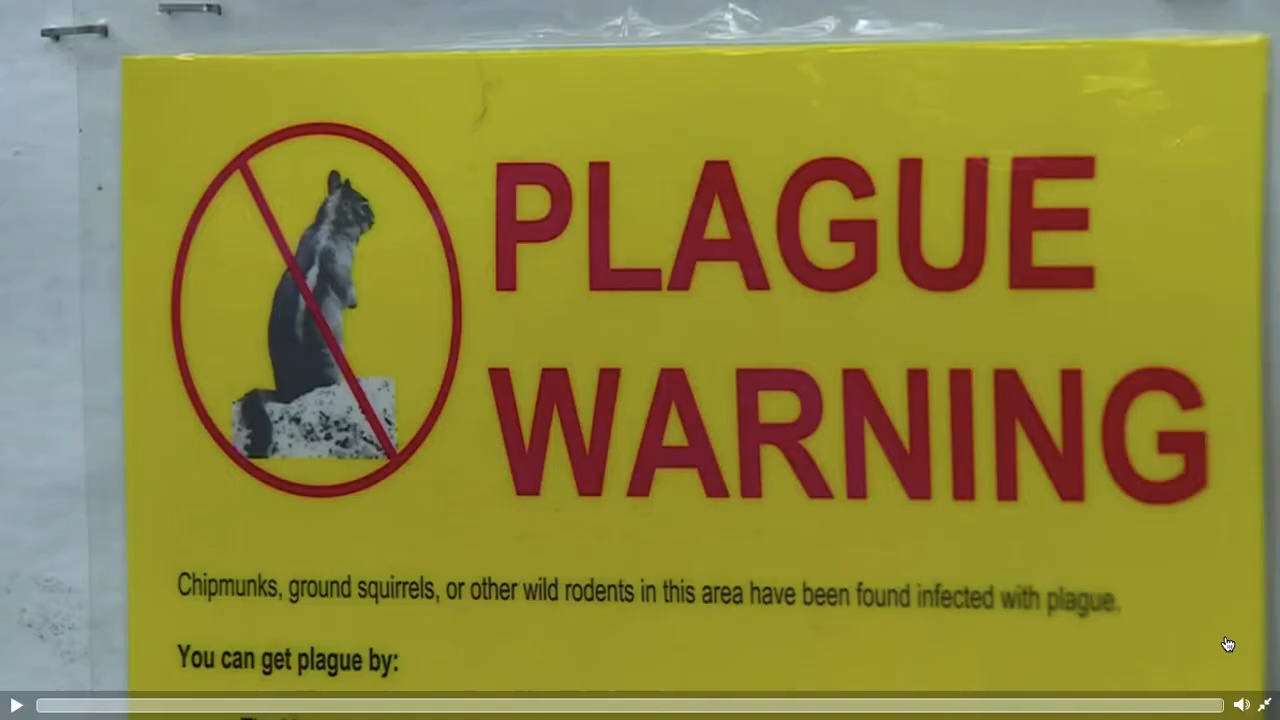 PLAGUE
WARNING
Chipmunks, ground squirrels, or other wild rodents in this area have been found infected with plague.
You can get plague by: